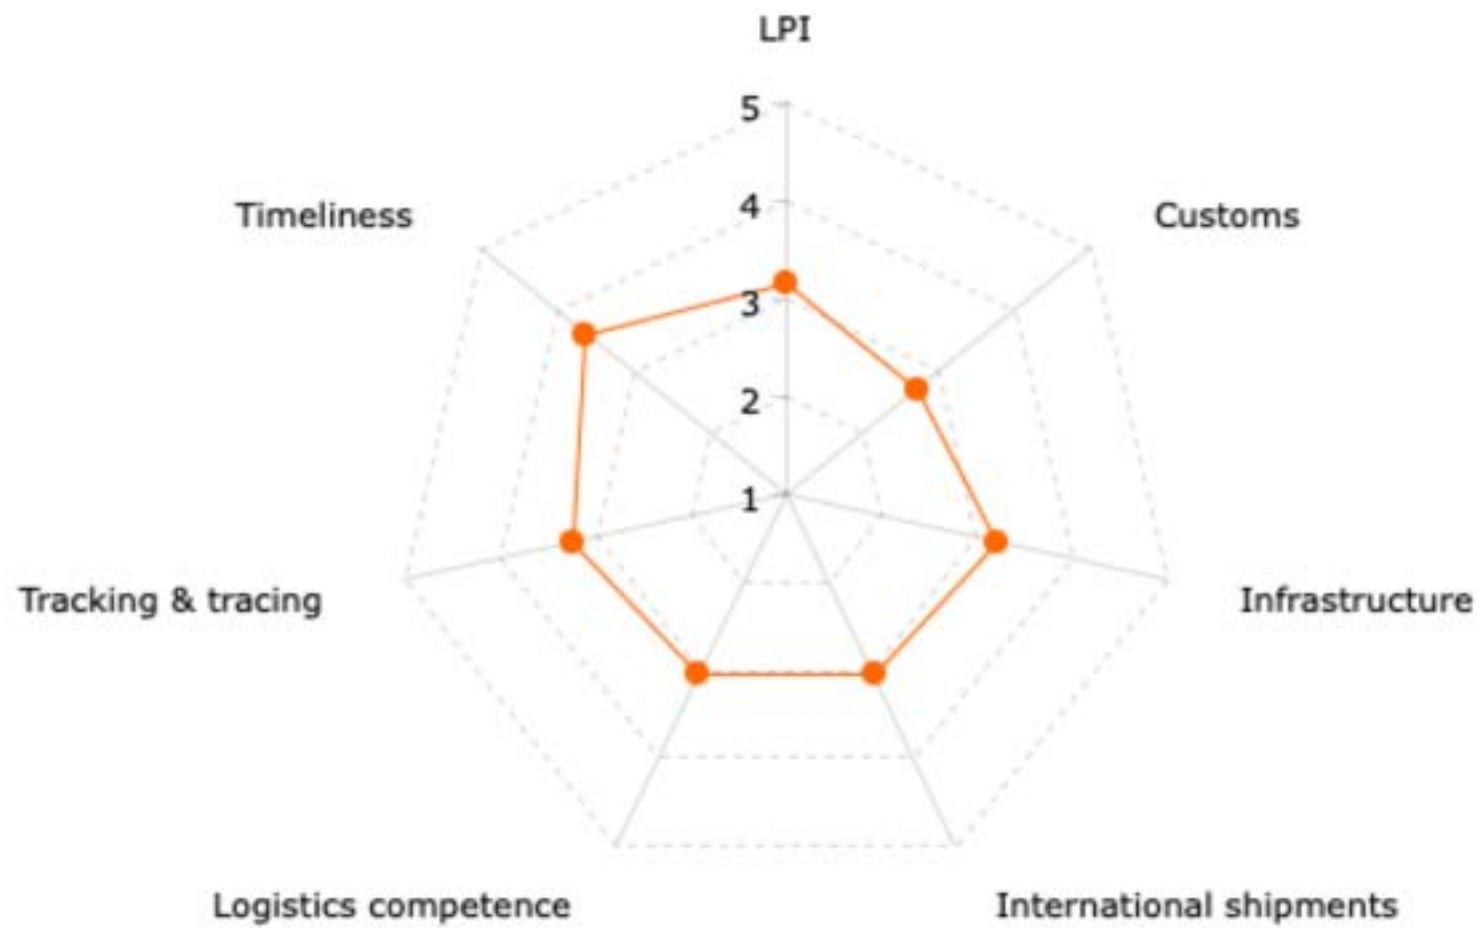 LPI
5
Timeliness
4
Customs
3
2
1
Tracking & tracing
Infrastructure
Logistics competence
International shipments